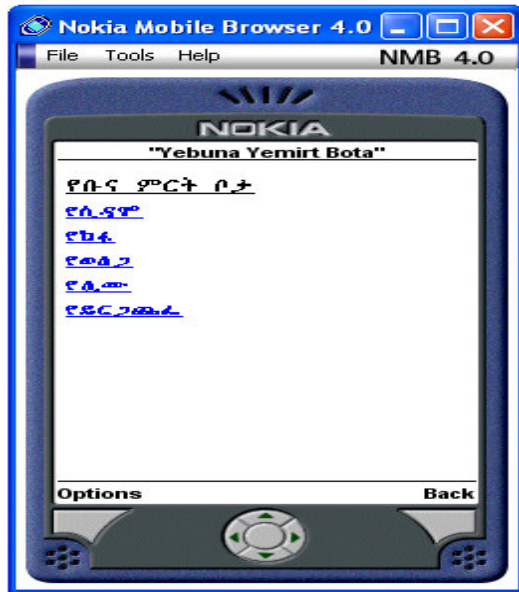 Nokia Mobile Browser 4.0
File Tools Help NMB 4.0
NOKIA
"Yebuna Yemirt Bota"
የቡና ምርት ቦታ
የሲዳሞ
የከፋ
የወለጋ
የሊሙ
የይርጋጨፌ
Options Back